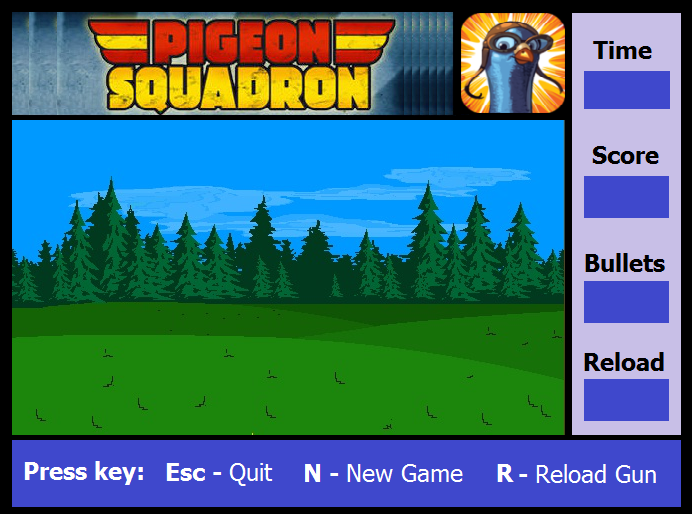 PIGEON
SQUADRON
Time
Score
Bullets
Reload
Press key: Esc - Quit N - New Game R - Reload Gun